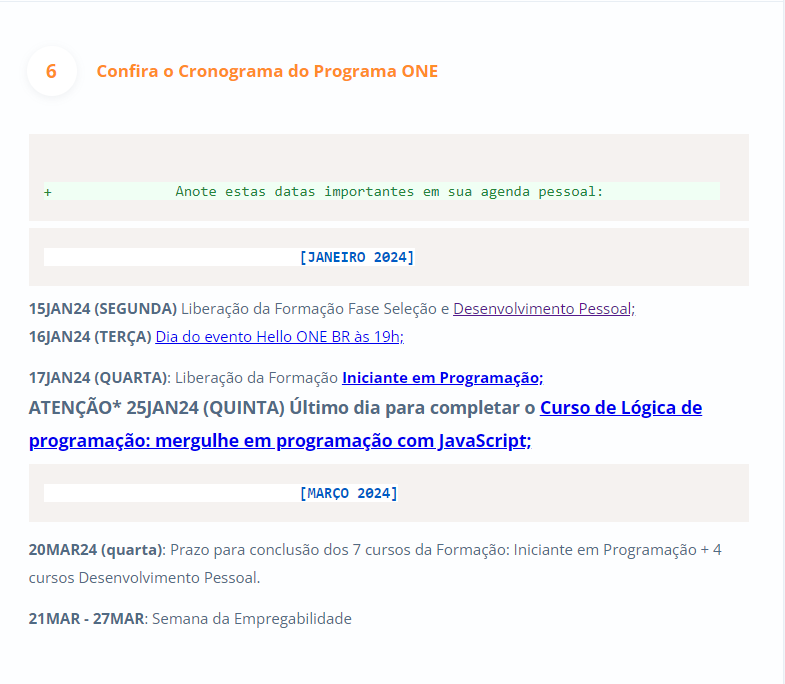 6 Confira o Cronograma do Programa ONE
+ Anote estas datas importantes em sua agenda pessoal:
[JANEIRO 2024]
15JAN24 (SEGUNDA) Liberação da Formação Fase Seleção e Desenvolvimento Pessoal;
16JAN24 (TERÇA) Dia do evento Hello ONE BR às 19h;
17JAN24 (QUARTA): Liberação da Formação Iniciante em Programação;
ATENÇÃO* 25JAN24 (QUINTA) Último dia para completar o Curso de Lógica de
programação: mergulhe em programação com JavaScript;
[MARÇO 2024]
20MAR24 (quarta): Prazo para conclusão dos 7 cursos da Formação: Iniciante em Programação + 4
cursos Desenvolvimento Pessoal.
21MAR - 27MAR: Semana da Empregabilidade